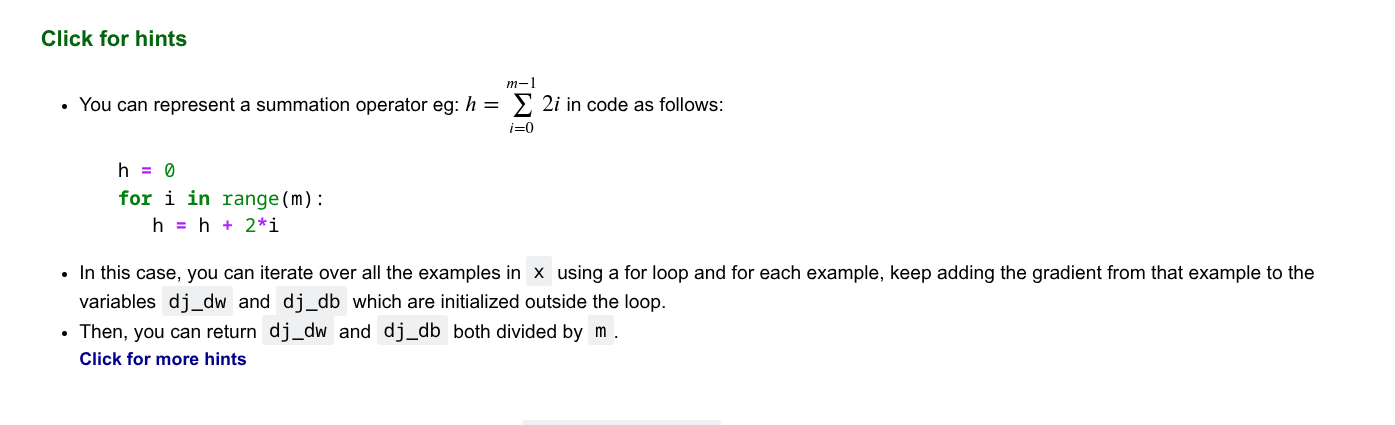 Click for hints
• You can represent a summation operator eg: h = ∑_{i=0}^{m−1} 2i in code as follows:
h = 0
for i in range(m):
   h = h + 2*i
• In this case, you can iterate over all the examples in x using a for loop and for each example, keep adding the gradient from that example to the
variables dj_dw and dj_db which are initialized outside the loop.
• Then, you can return dj_dw and dj_db both divided by m.
Click for more hints